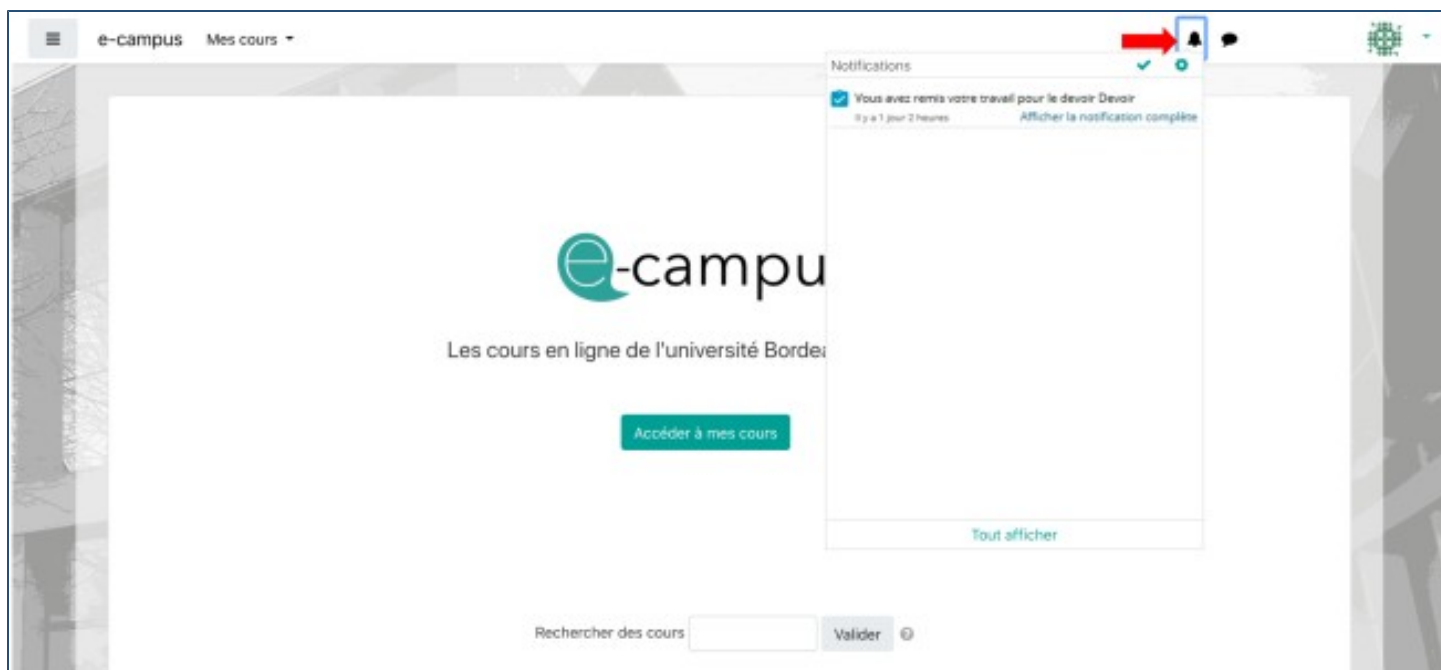 e-campus Mes cours
Notifications
Vous avez remis votre travail pour le devoir Devoir
Il y a 1 jour 2 heures Afficher la notification complète
e-campu
Les cours en ligne de l'université Bordea
Accéder à mes cours
Tout afficher
Rechercher des cours Valider